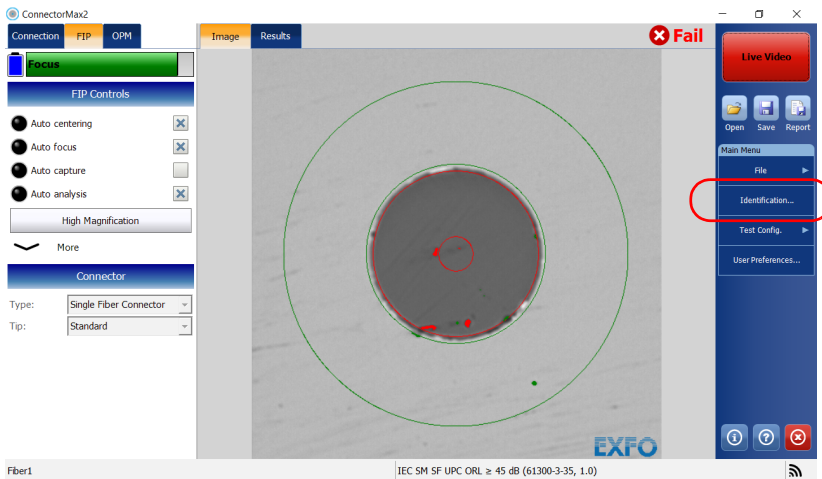 ConnectorMax2
Connection FIP OPM
Focus
FIP Controls
Auto centering
Auto focus
Auto capture
Auto analysis
High Magnification
More
Connector
Type: Single Fiber Connector
Tip: Standard
Image Results
Fail
EXFO
Live Video
Open Save Report
Main Menu
File
Identification...
Test Config.
User Preferences...
Fiber1
IEC SM SF UPC ORL ≥ 45 dB (61300-3-35, 1.0)